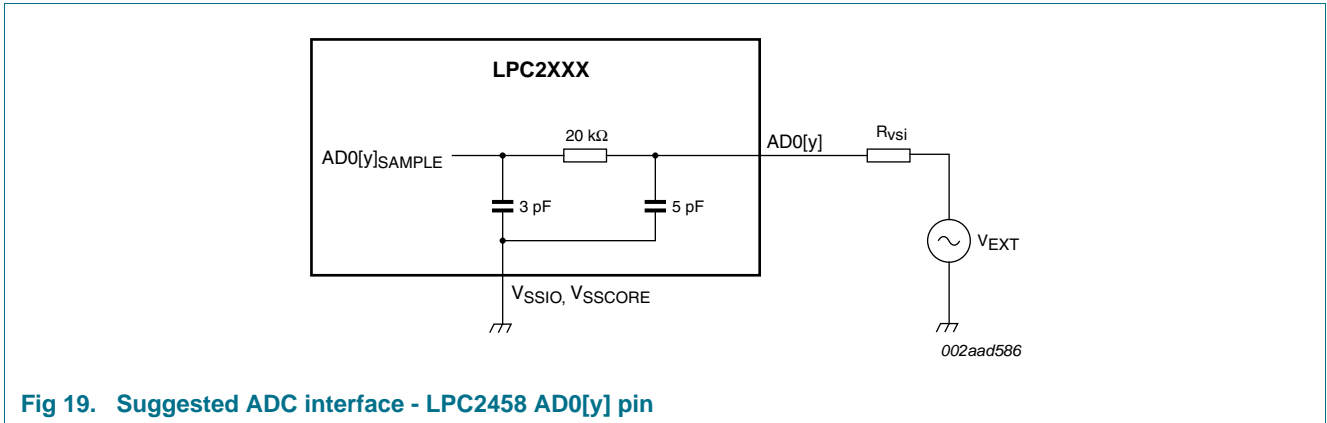 LPC2XXX
20 kΩ
AD0[y]
Rvsi
AD0[y]SAMPLE
3 pF
5 pF
VEXT
VSSIO, VSSCORE
002aad586
Fig 19. Suggested ADC interface - LPC2458 AD0[y] pin